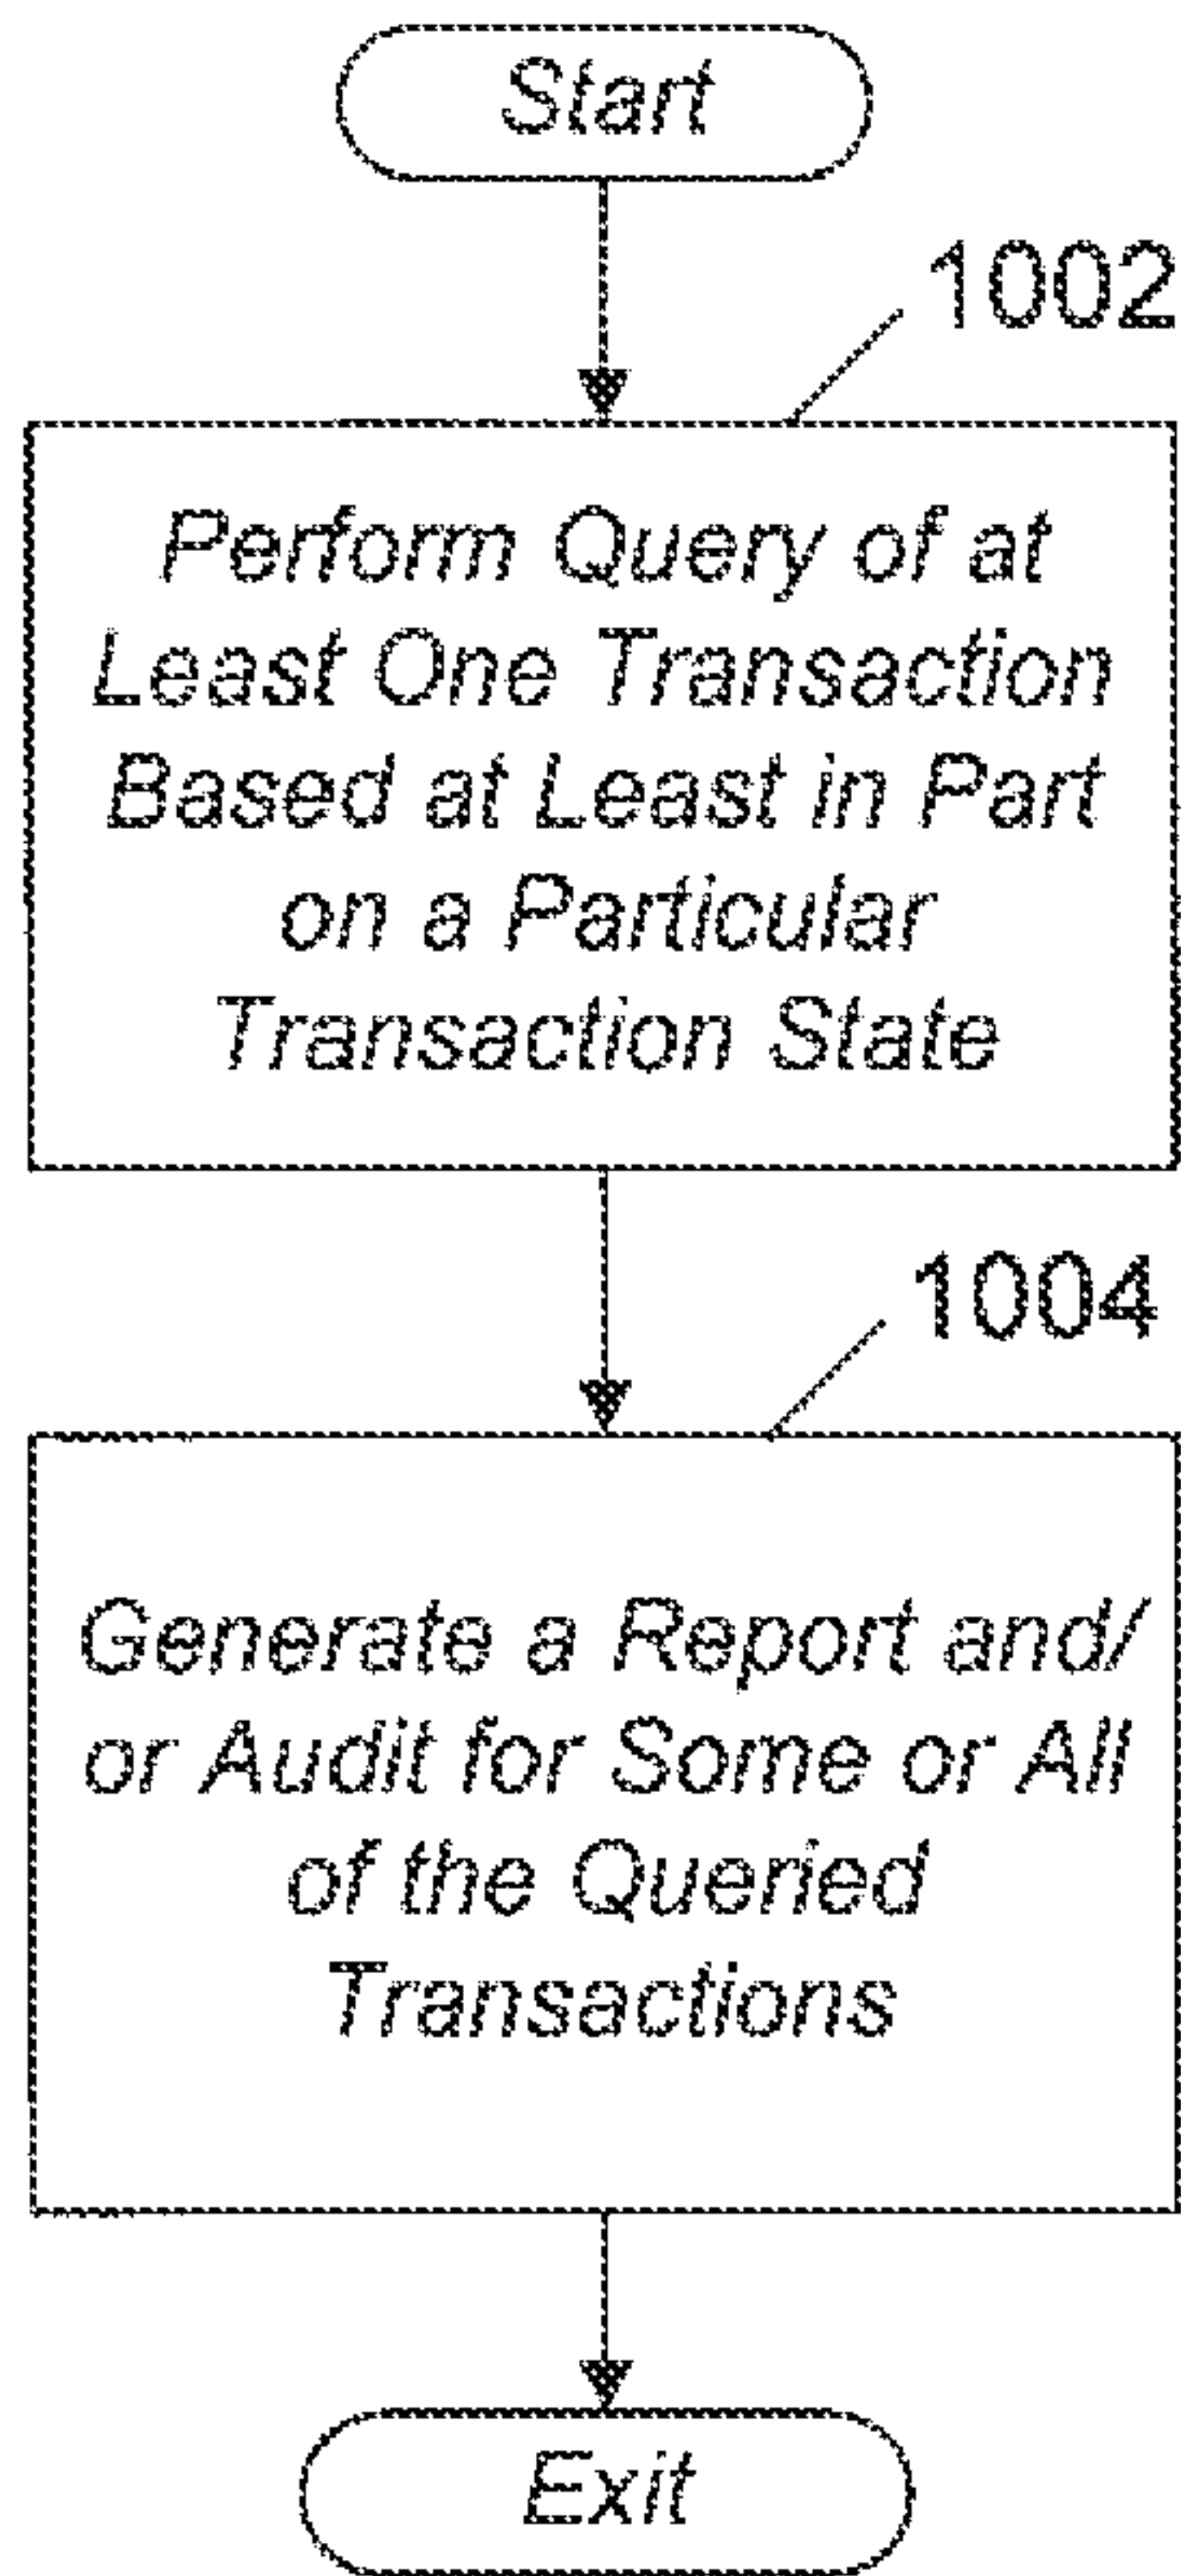 Start
1002
Perform Query of at
Least One Transaction
Based at Least in Part
on a Particular
Transaction State
1004
Generate a Report and/
or Audit for Some or All
of the Queried
Transactions
Exit